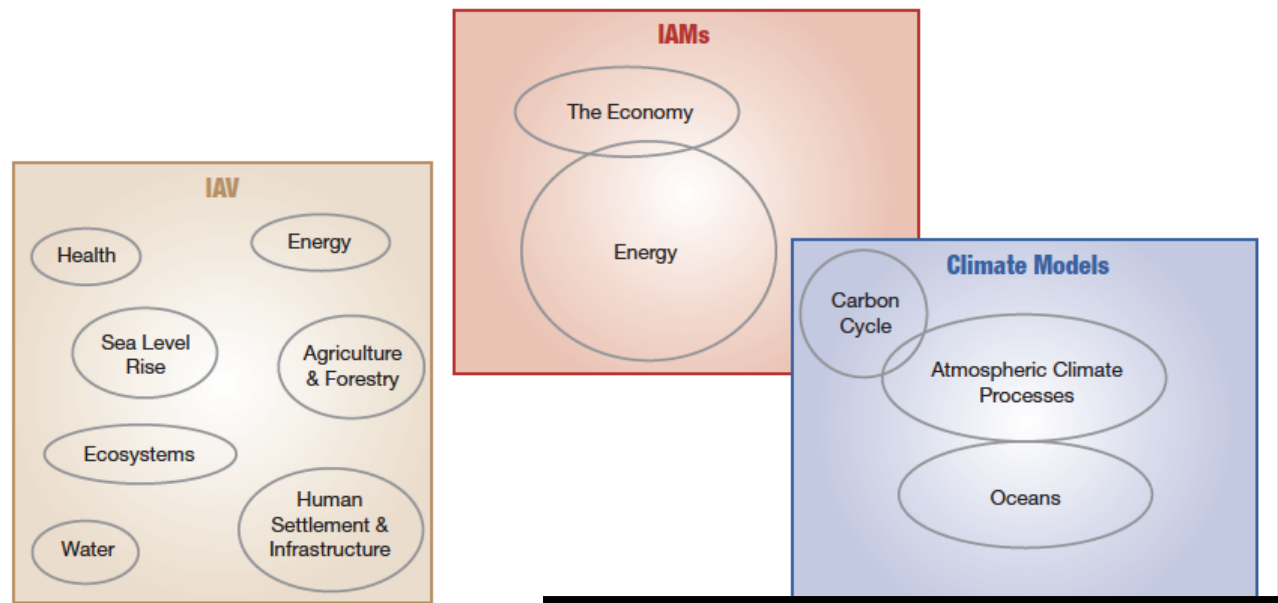 IAMs
The Economy
Energy
IAV
Health
Energy
Sea Level
Rise
Agriculture
& Forestry
Ecosystems
Human
Settlement &
Infrastructure
Water
Climate Models
Carbon
Cycle
Atmospheric Climate
Processes
Oceans